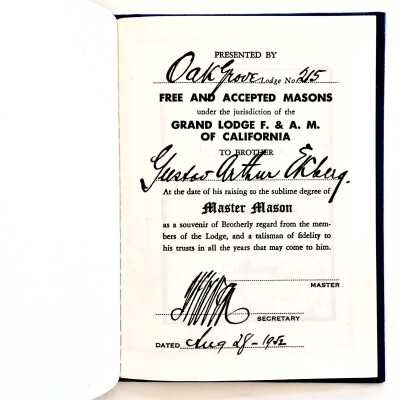 PRESENTED BY
Oak Grove Lodge No. 215
FREE AND ACCEPTED MASONS
under the jurisdiction of the
GRAND LODGE F. & A. M.
OF CALIFORNIA
TO BROTHER
Gustav Arthur Ekberg.
At the date of his raising to the sublime degree of
Master Mason
as a souvenir of Brotherly regard from the mem-
bers of the Lodge, and a talisman of fidelity to
his trusts in all the years that may come to him.
MASTER
SECRETARY
DATED Aug 28 - 1952